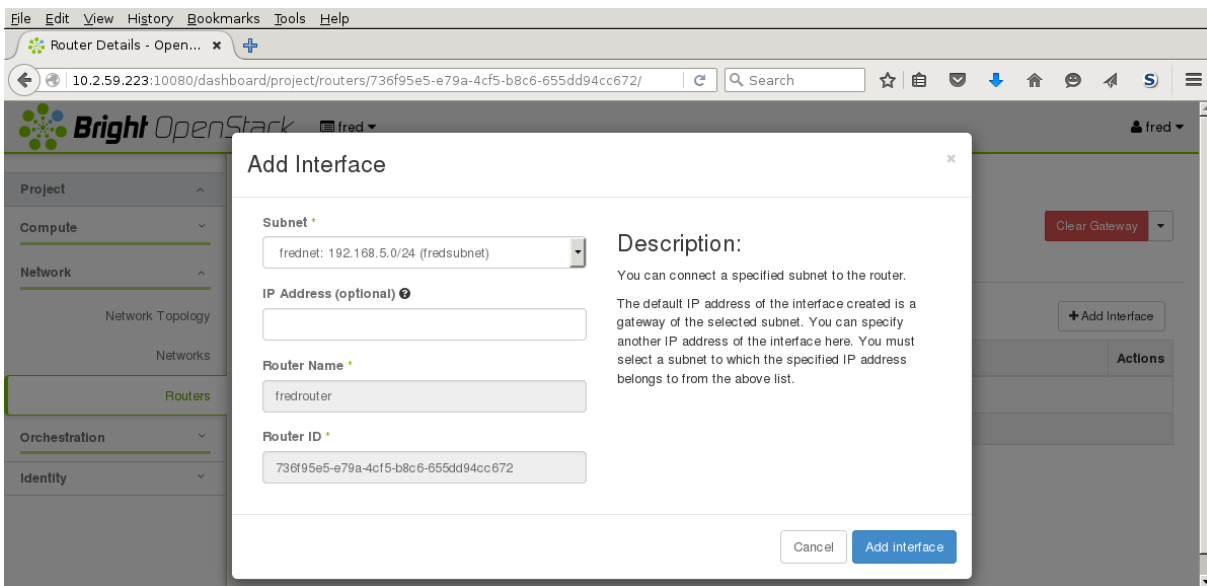 File Edit View History Bookmarks Tools Help
Router Details - Open...
10.2.59.223:10080/dashboard/project/routers/736f95e5-e79a-4cf5-b8c6-655dd94cc672/
Search
Bright OpenStack
fred
fred
Add Interface
Project
Compute
Network
Network Topology
Networks
Routers
Orchestration
Identity
Subnet *
frednet: 192.168.5.0/24 (fredsubnet)
IP Address (optional)
Router Name *
fredrouter
Router ID *
736f95e5-e79a-4cf5-b8c6-655dd94cc672
Description:
You can connect a specified subnet to the router.
The default IP address of the interface created is a
gateway of the selected subnet. You can specify
another IP address of the interface here. You must
select a subnet to which the specified IP address
belongs to from the above list.
Cancel
Add interface
Clear Gateway
+Add Interface
Actions